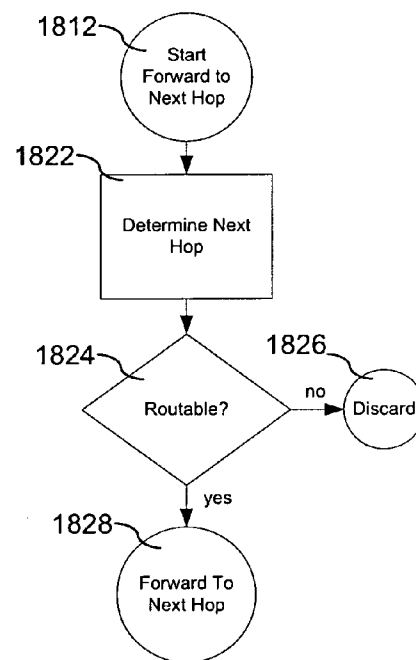 1812
Start
Forward to
Next Hop
1822
Determine Next
Hop
1824
Routable?
no
1826
Discard
yes
1828
Forward To
Next Hop